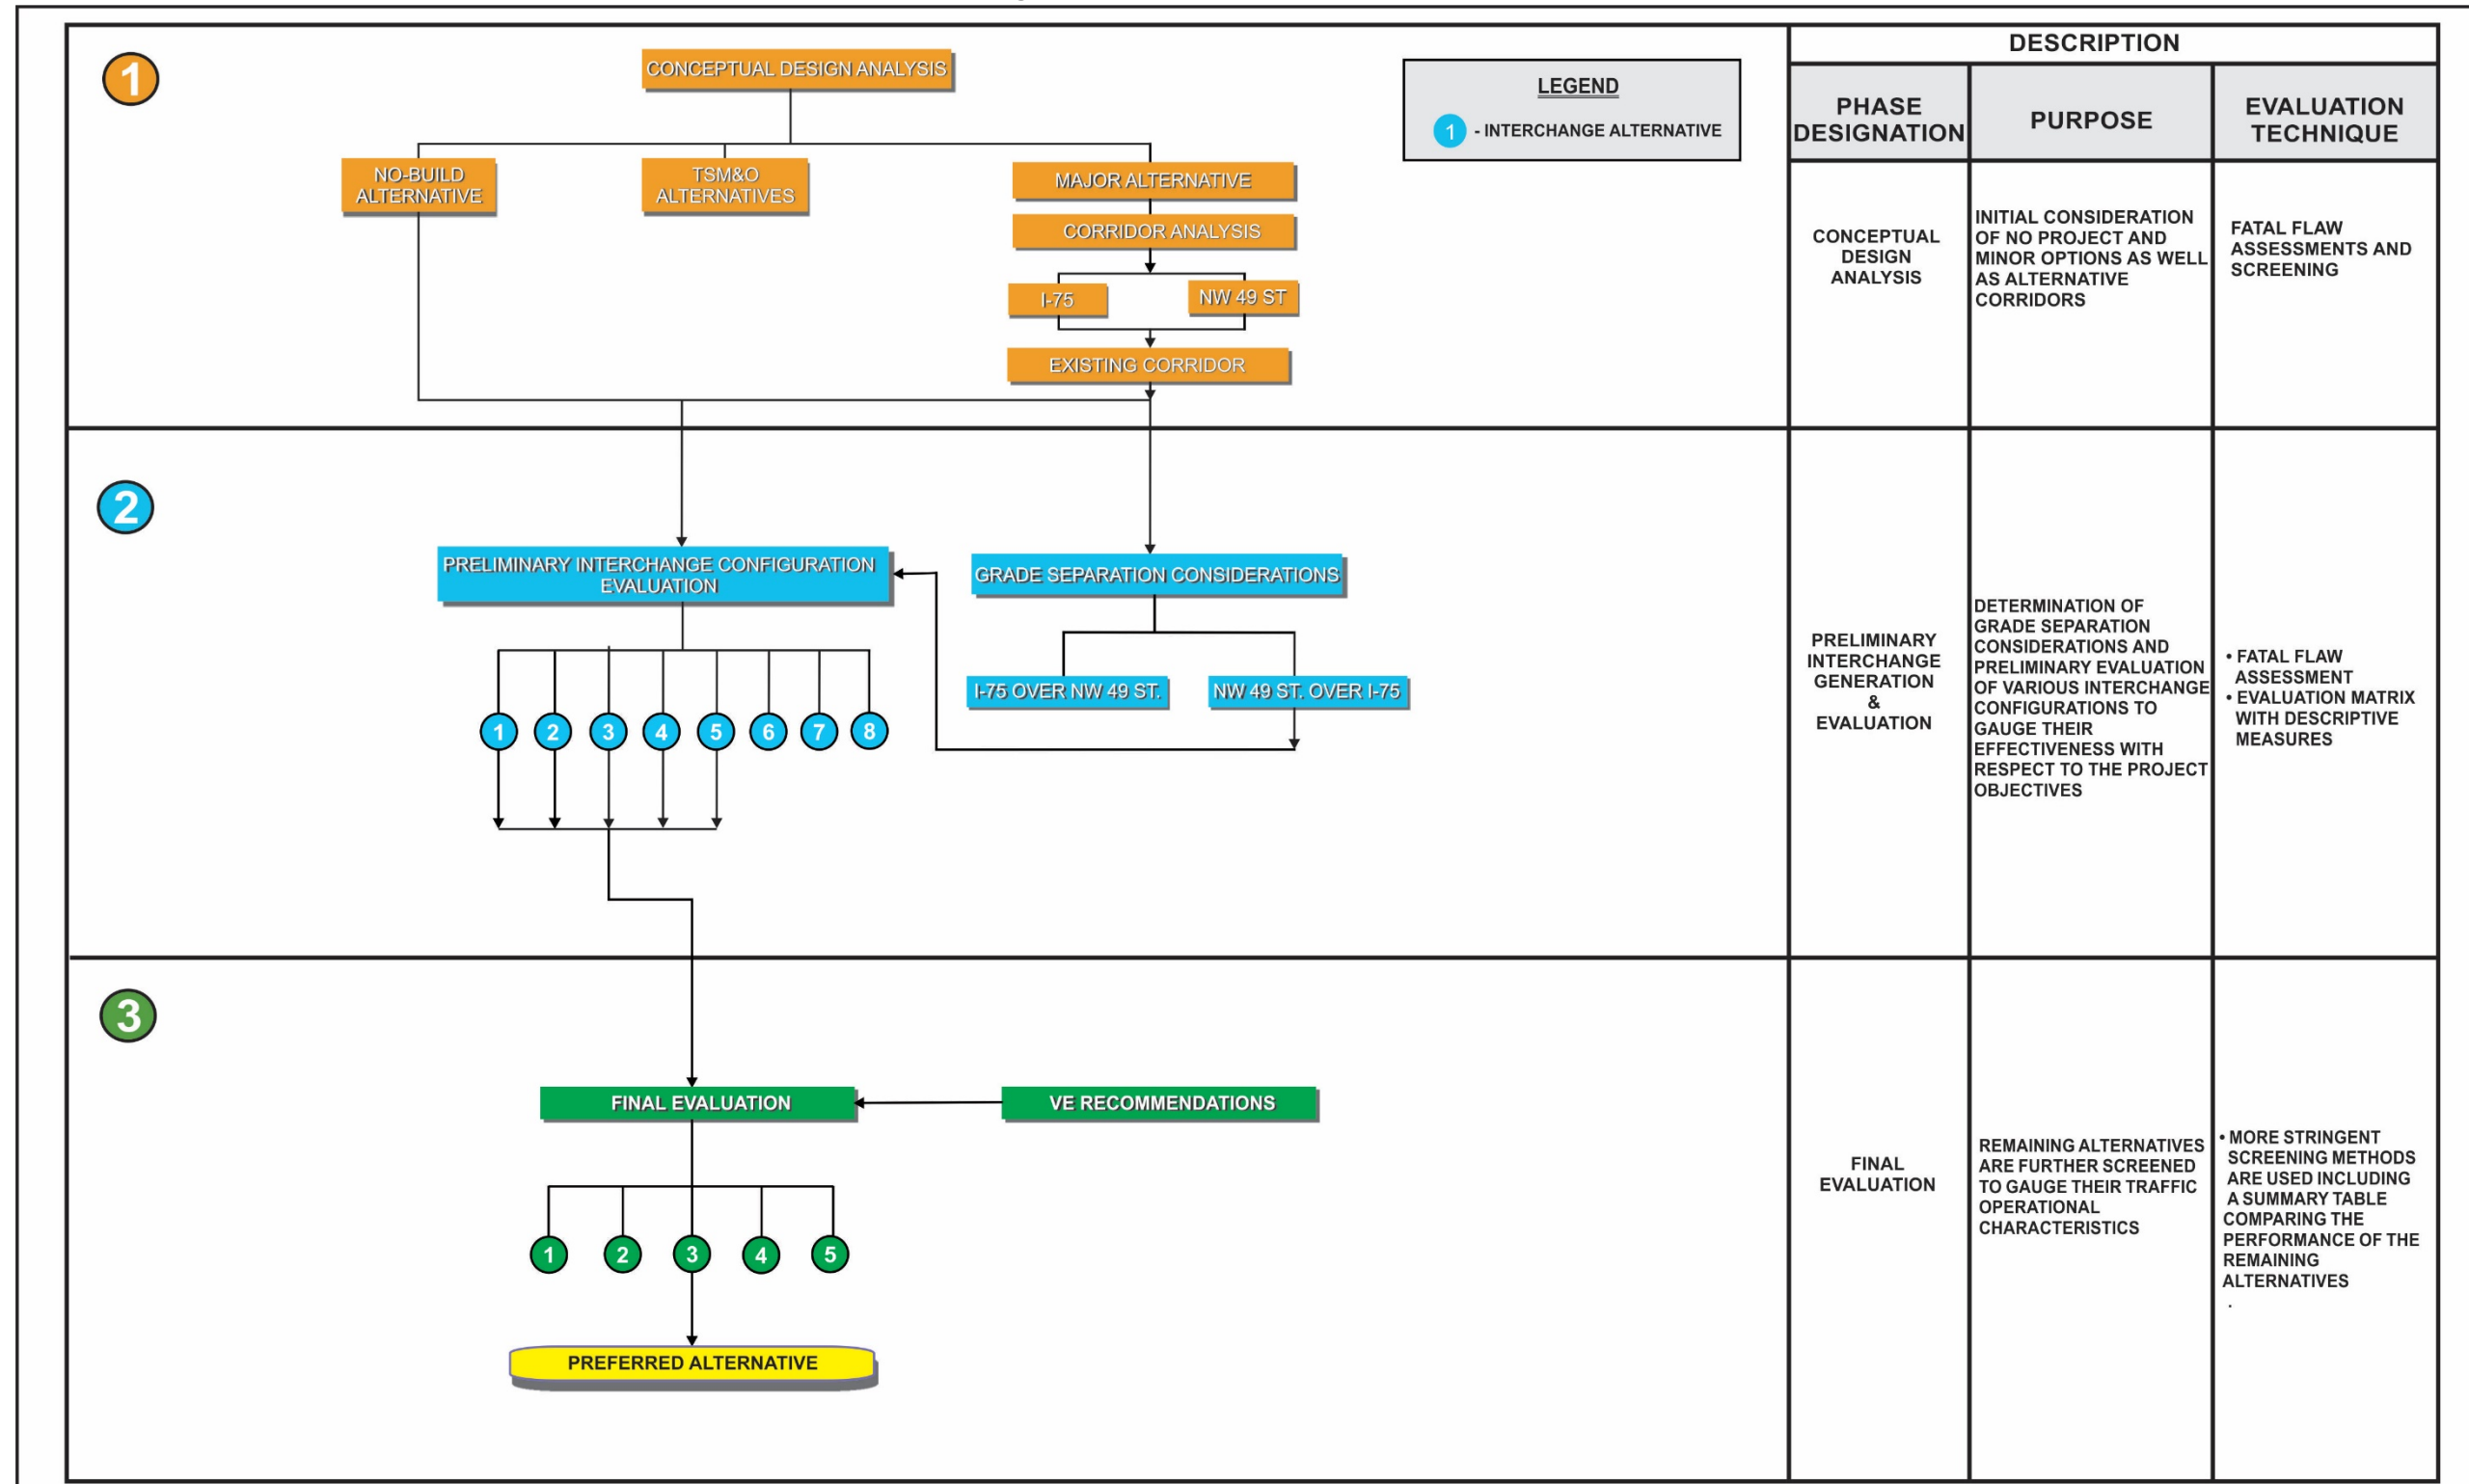 1
CONCEPTUAL DESIGN ANALYSIS
NO-BUILD
ALTERNATIVE
TSM&O
ALTERNATIVES
MAJOR ALTERNATIVE
CORRIDOR ANALYSIS
I-75
NW 49 ST
EXISTING CORRIDOR
LEGEND
1 - INTERCHANGE ALTERNATIVE
DESCRIPTION
PHASE
DESIGNATION
PURPOSE
EVALUATION
TECHNIQUE
CONCEPTUAL
DESIGN
ANALYSIS
INITIAL CONSIDERATION
OF NO PROJECT AND
MINOR OPTIONS AS WELL
AS ALTERNATIVE
CORRIDORS
FATAL FLAW
ASSESSMENTS AND
SCREENING
2
PRELIMINARY INTERCHANGE CONFIGURATION
EVALUATION
GRADE SEPARATION CONSIDERATIONS
I-75 OVER NW 49 ST.
NW 49 ST. OVER I-75
1 2 3 4 5 6 7 8
PRELIMINARY
INTERCHANGE
GENERATION
&
EVALUATION
DETERMINATION OF
GRADE SEPARATION
CONSIDERATIONS AND
PRELIMINARY EVALUATION
OF VARIOUS INTERCHANGE
CONFIGURATIONS TO
GAUGE THEIR
EFFECTIVENESS WITH
RESPECT TO THE PROJECT
OBJECTIVES
• FATAL FLAW
ASSESSMENT
• EVALUATION MATRIX
WITH DESCRIPTIVE
MEASURES
3
FINAL EVALUATION
VE RECOMMENDATIONS
1 2 3 4 5
PREFERRED ALTERNATIVE
FINAL
EVALUATION
REMAINING ALTERNATIVES
ARE FURTHER SCREENED
TO GAUGE THEIR TRAFFIC
OPERATIONAL
CHARACTERISTICS
• MORE STRINGENT
SCREENING METHODS
ARE USED INCLUDING
A SUMMARY TABLE
COMPARING THE
PERFORMANCE OF THE
REMAINING
ALTERNATIVES
.